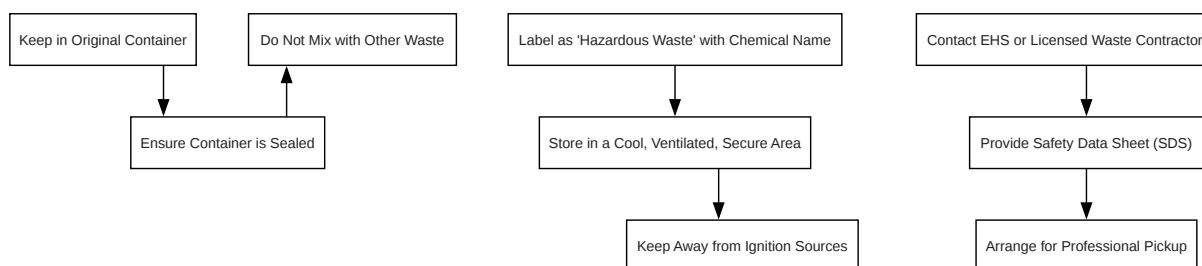 Keep in Original Container
Do Not Mix with Other Waste
Label as 'Hazardous Waste' with Chemical Name
Contact EHS or Licensed Waste Contractor
Ensure Container is Sealed
Store in a Cool, Ventilated, Secure Area
Provide Safety Data Sheet (SDS)
Keep Away from Ignition Sources
Arrange for Professional Pickup